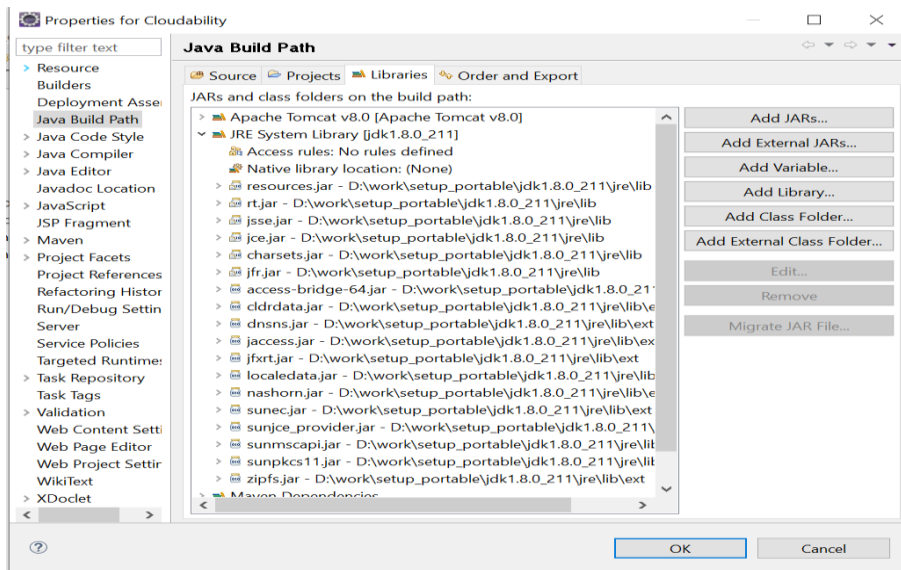 Properties for Cloudability
type filter text
Resource
Builders
Deployment Asse
Java Build Path
Java Code Style
Java Compiler
Java Editor
Javadoc Location
JavaScript
JSP Fragment
Maven
Project Facets
Project References
Refactoring Histor
Run/Debug Settin
Server
Service Policies
Targeted Runtime:
Task Repository
Task Tags
Validation
Web Content Setti
Web Page Editor
Web Project Settir
WikiText
XDoclet
Java Build Path
Source Projects Libraries Order and Export
JARs and class folders on the build path:
Apache Tomcat v8.0 [Apache Tomcat v8.0]
JRE System Library [jdk1.8.0_211]
Access rules: No rules defined
Native library location: (None)
resources.jar - D:\work\setup_portable\jdk1.8.0_211\jre\lib
rt.jar - D:\work\setup_portable\jdk1.8.0_211\jre\lib
jsse.jar - D:\work\setup_portable\jdk1.8.0_211\jre\lib
jce.jar - D:\work\setup_portable\jdk1.8.0_211\jre\lib
charsets.jar - D:\work\setup_portable\jdk1.8.0_211\jre\lib
jfr.jar - D:\work\setup_portable\jdk1.8.0_211\jre\lib
access-bridge-64.jar - D:\work\setup_portable\jdk1.8.0_21
cldrdata.jar - D:\work\setup_portable\jdk1.8.0_211\jre\lib\e
dnsns.jar - D:\work\setup_portable\jdk1.8.0_211\jre\lib\ext
jaccess.jar - D:\work\setup_portable\jdk1.8.0_211\jre\lib\ex
jfxrt.jar - D:\work\setup_portable\jdk1.8.0_211\jre\lib\ext
localedata.jar - D:\work\setup_portable\jdk1.8.0_211\jre\lib
nashorn.jar - D:\work\setup_portable\jdk1.8.0_211\jre\lib\e
sunec.jar - D:\work\setup_portable\jdk1.8.0_211\jre\lib\ext
sunjce_provider.jar - D:\work\setup_portable\jdk1.8.0_211\
sunmscapi.jar - D:\work\setup_portable\jdk1.8.0_211\jre\lit
sunpkcs11.jar - D:\work\setup_portable\jdk1.8.0_211\jre\lit
zipfs.jar - D:\work\setup_portable\jdk1.8.0_211\jre\lib\ext
Maven Dependencies
Add JARs...
Add External JARs...
Add Variable...
Add Library...
Add Class Folder...
Add External Class Folder...
Edit...
Remove
Migrate JAR File...
OK
Cancel